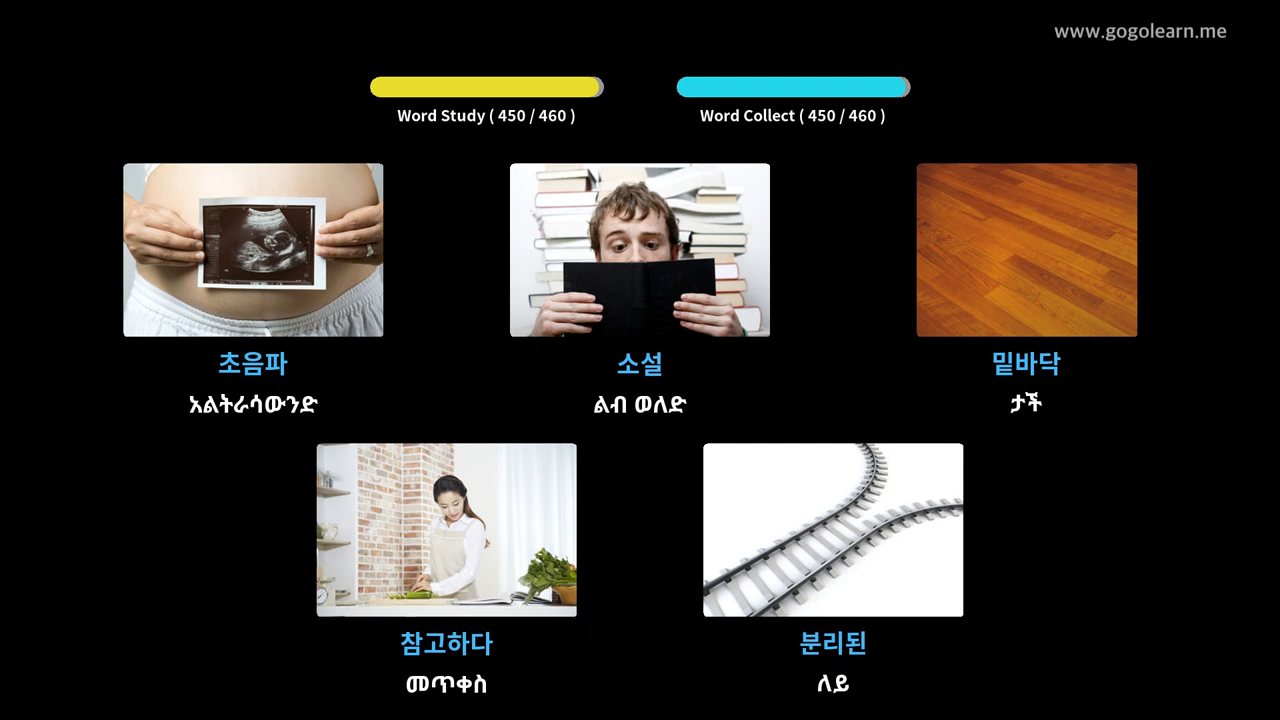 www.gogolearn.me
Word Study ( 450 / 460 )
Word Collect ( 450 / 460 )
초음파
소설
밑바닥
አልትራሳውንድ
ልብ ወለድ
ታች
참고하다
분리된
መጥቀስ
ለይ